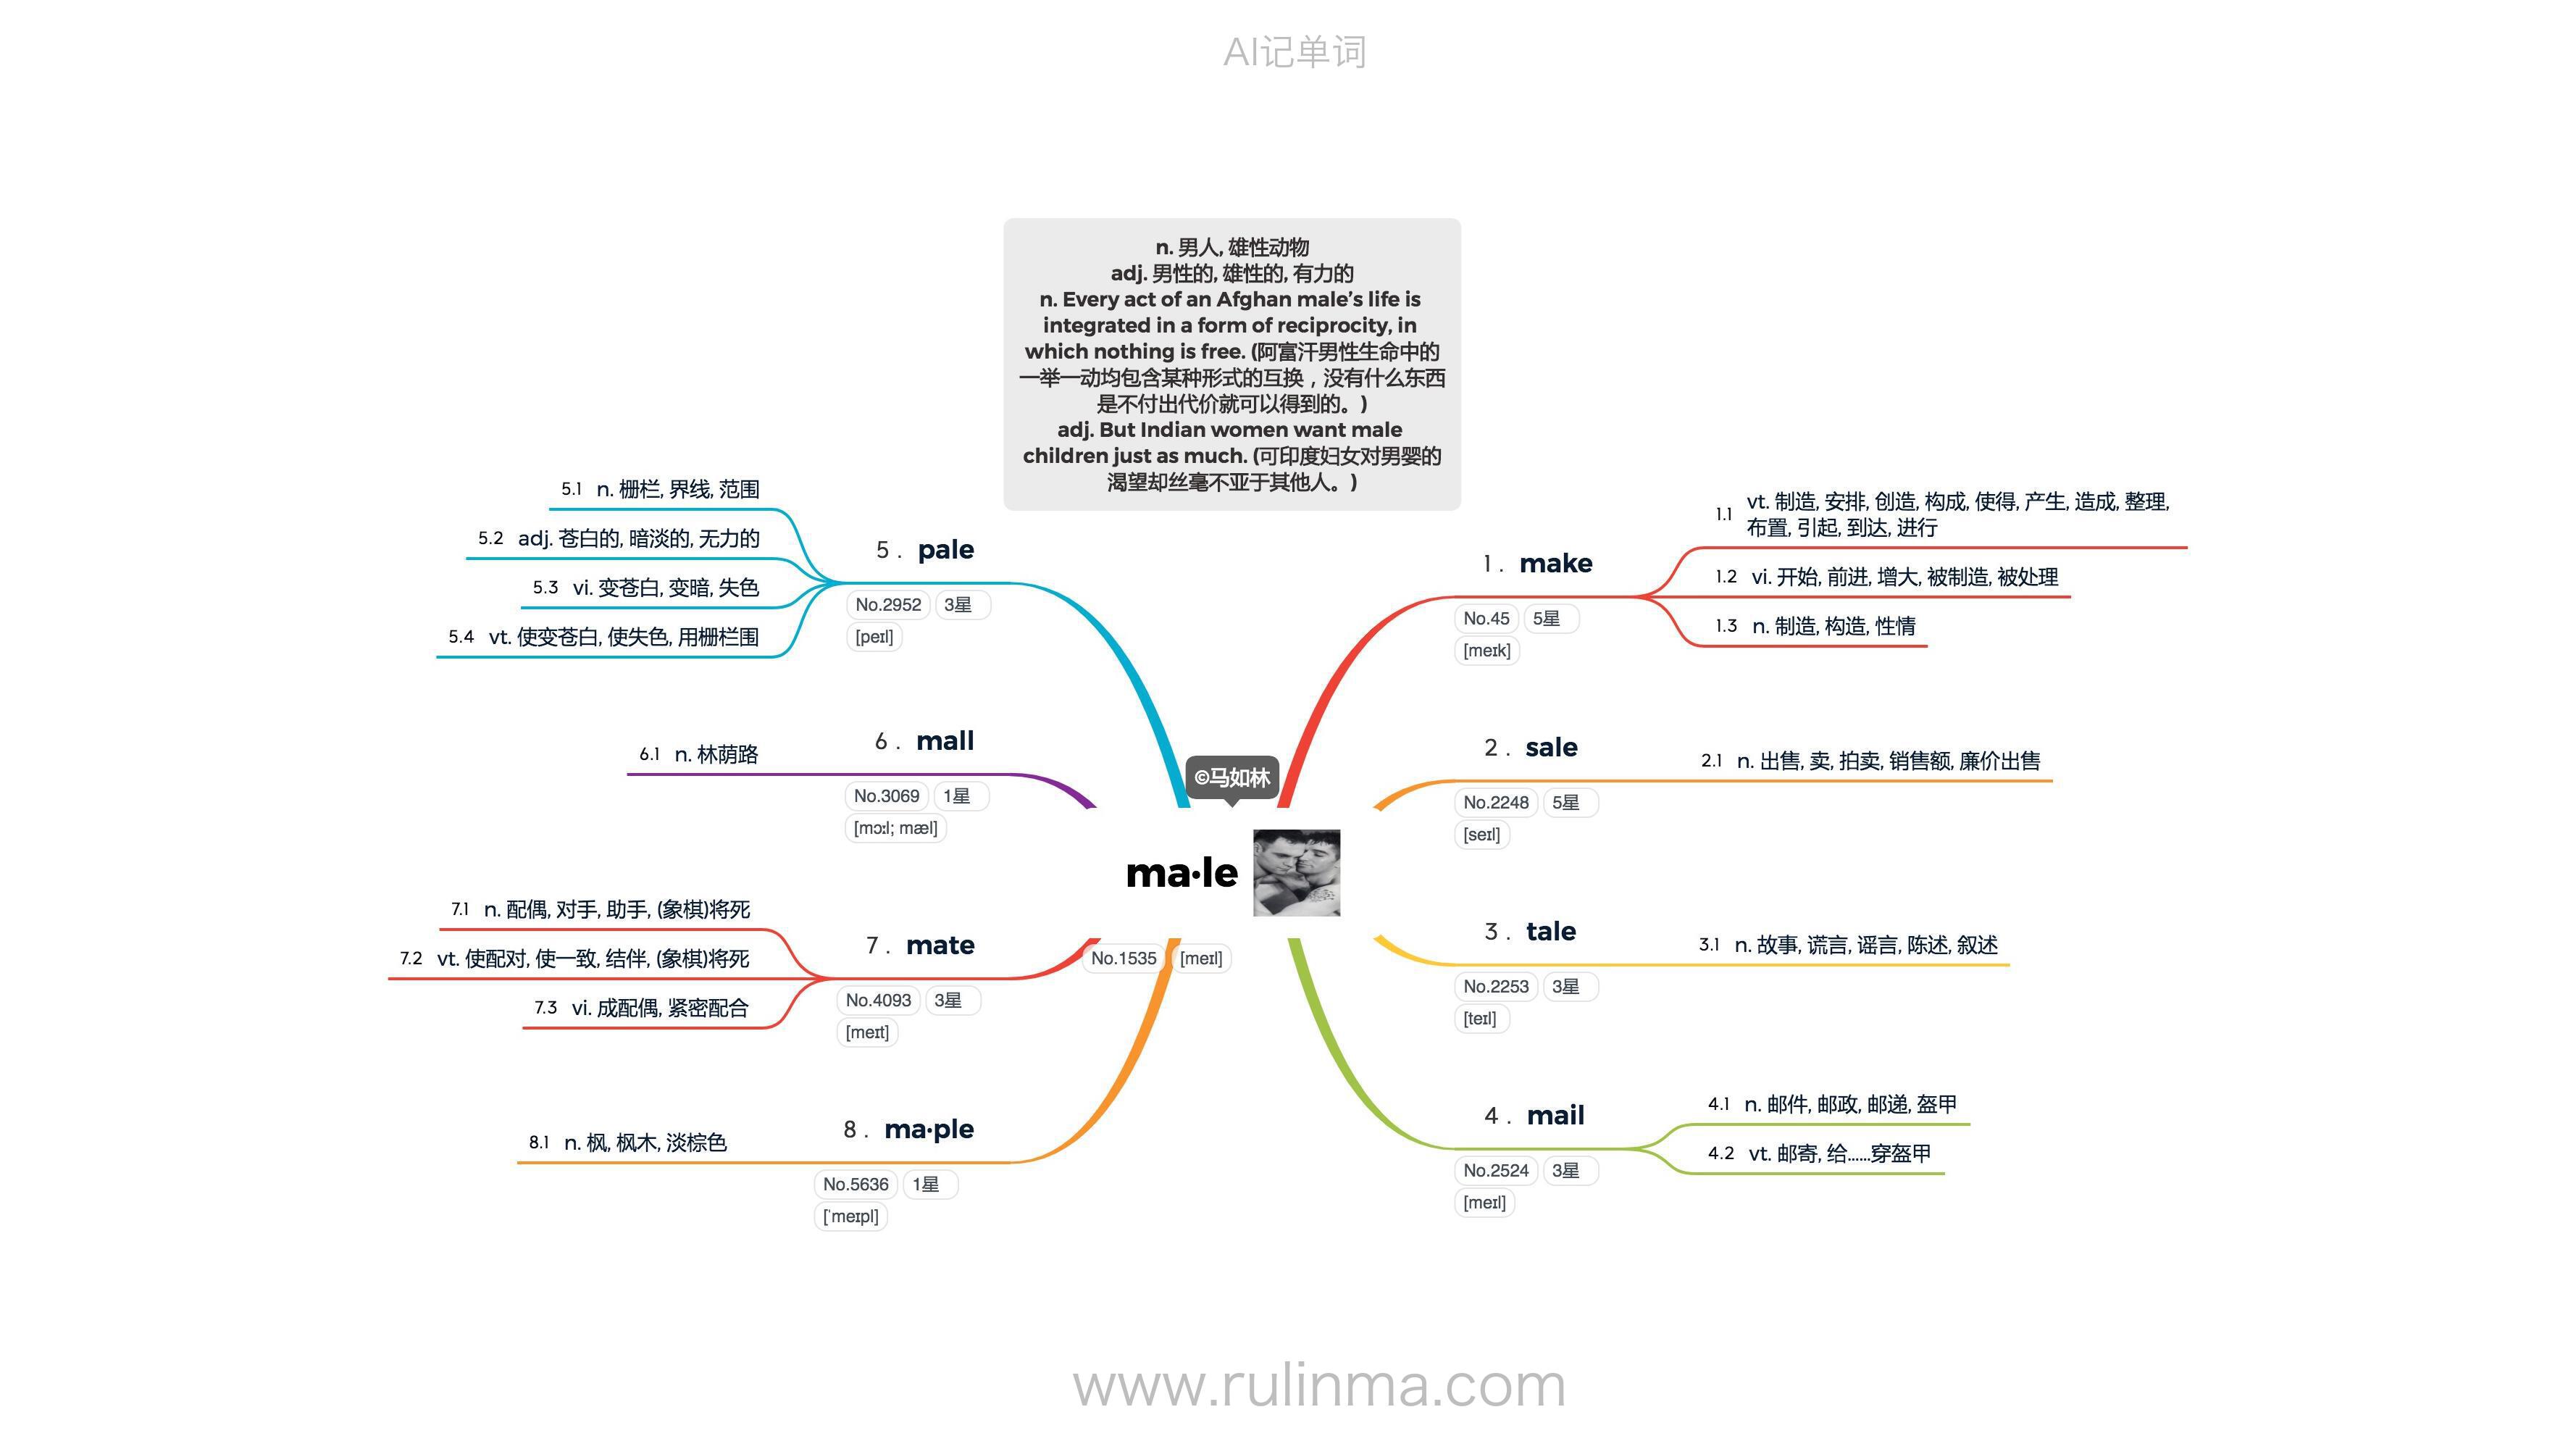 AI记单词
n. 男人, 雄性动物
adj. 男性的, 雄性的, 有力的
n. Every act of an Afghan male’s life is
integrated in a form of reciprocity, in
which nothing is free. (阿富汗男性生命中的
一举一动均包含某种形式的互换，没有什么东西
是不付出代价就可以得到的。)
adj. But Indian women want male
children just as much. (可印度妇女对男婴的
渴望却丝毫不亚于其他人。)
©马如林
ma·le
No.1535 [meɪl]
1. make
No.45 5星
[meɪk]
1.1 vt. 制造, 安排, 创造, 构成, 使得, 产生, 造成, 整理,
布置, 引起, 到达, 进行
1.2 vi. 开始, 前进, 增大, 被制造, 被处理
1.3 n. 制造, 构造, 性情
2. sale
No.2248 5星
[seɪl]
2.1 n. 出售, 卖, 拍卖, 销售额, 廉价出售
3. tale
No.2253 3星
[teɪl]
3.1 n. 故事, 谎言, 谣言, 陈述, 叙述
4. mail
No.2524 3星
[meɪl]
4.1 n. 邮件, 邮政, 邮递, 盔甲
4.2 vt. 邮寄, 给......穿盔甲
5. pale
No.2952 3星
[peɪl]
5.1 n. 栅栏, 界线, 范围
5.2 adj. 苍白的, 暗淡的, 无力的
5.3 vi. 变苍白, 变暗, 失色
5.4 vt. 使变苍白, 使失色, 用栅栏围
6. mall
No.3069 1星
[mɔːl; mæl]
6.1 n. 林荫路
7. mate
No.4093 3星
[meɪt]
7.1 n. 配偶, 对手, 助手, (象棋)将死
7.2 vt. 使配对, 使一致, 结伴, (象棋)将死
7.3 vi. 成配偶, 紧密配合
8. ma·ple
No.5636 1星
[ˈmeɪpl]
8.1 n. 枫, 枫木, 淡棕色
www.rulinma.com